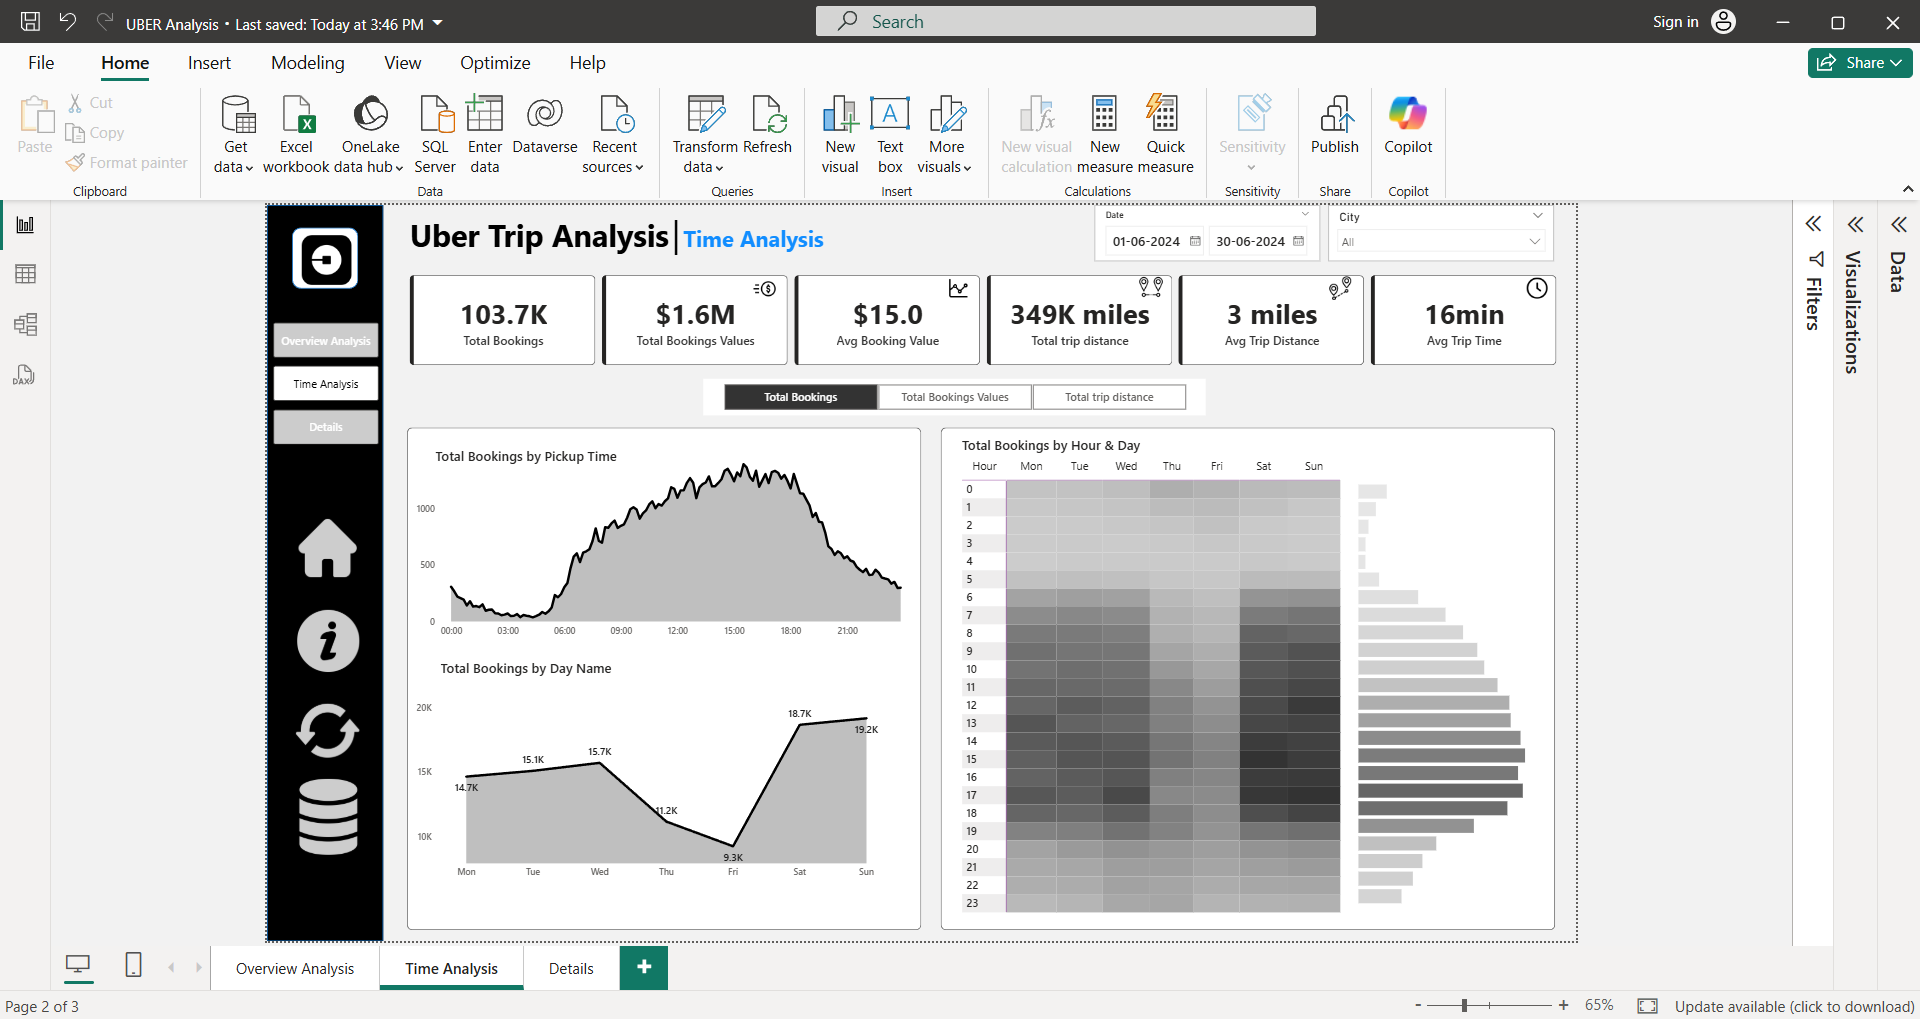 UBER Analysis • Last saved: Today at 3:46 PM
Search
Sign in
File Home Insert Modeling View Optimize Help
Share
Paste
Cut
Copy
Format painter
Clipboard
Get data
Excel workbook
OneLake data hub
SQL Server
Enter data
Dataverse
Recent sources
Data
Transform data
Refresh
Queries
New visual
Text box
More visuals
Insert
New visual calculation
New measure
Quick measure
Calculations
Sensitivity
Sensitivity
Publish
Share
Copilot
Copilot
DAX
Overview Analysis
Time Analysis
Details
Uber Trip Analysis | Time Analysis
Date
01-06-2024 30-06-2024
City
All
103.7K
Total Bookings
$1.6M
Total Bookings Values
$15.0
Avg Booking Value
349K miles
Total trip distance
3 miles
Avg Trip Distance
16min
Avg Trip Time
Total Bookings Total Bookings Values Total trip distance
Total Bookings by Pickup Time
1000
500
0
00:00 03:00 06:00 09:00 12:00 15:00 18:00 21:00
Total Bookings by Day Name
20K
15K
10K
14.7K 15.1K 15.7K 11.2K 9.3K 18.7K 19.2K
Mon Tue Wed Thu Fri Sat Sun
Total Bookings by Hour & Day
Hour Mon Tue Wed Thu Fri Sat Sun
0
1
2
3
4
5
6
7
8
9
10
11
12
13
14
15
16
17
18
19
20
21
22
23
Filters
Visualizations
Data
Overview Analysis Time Analysis Details +
Page 2 of 3
- + 65%
Update available (click to download)